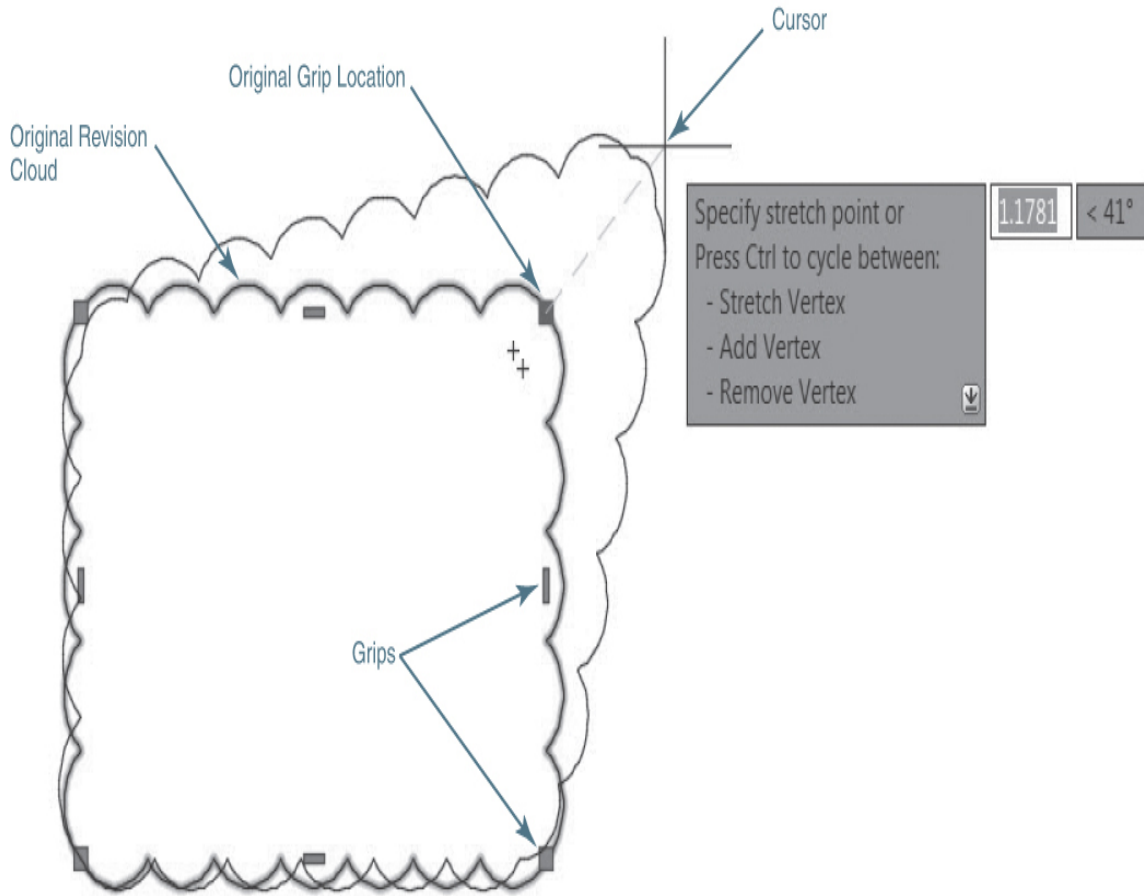 Cursor
Original Grip Location
Original Revision
Cloud
Specify stretch point or
Press Ctrl to cycle between:
- Stretch Vertex
- Add Vertex
- Remove Vertex
1.1781
< 41°
Grips